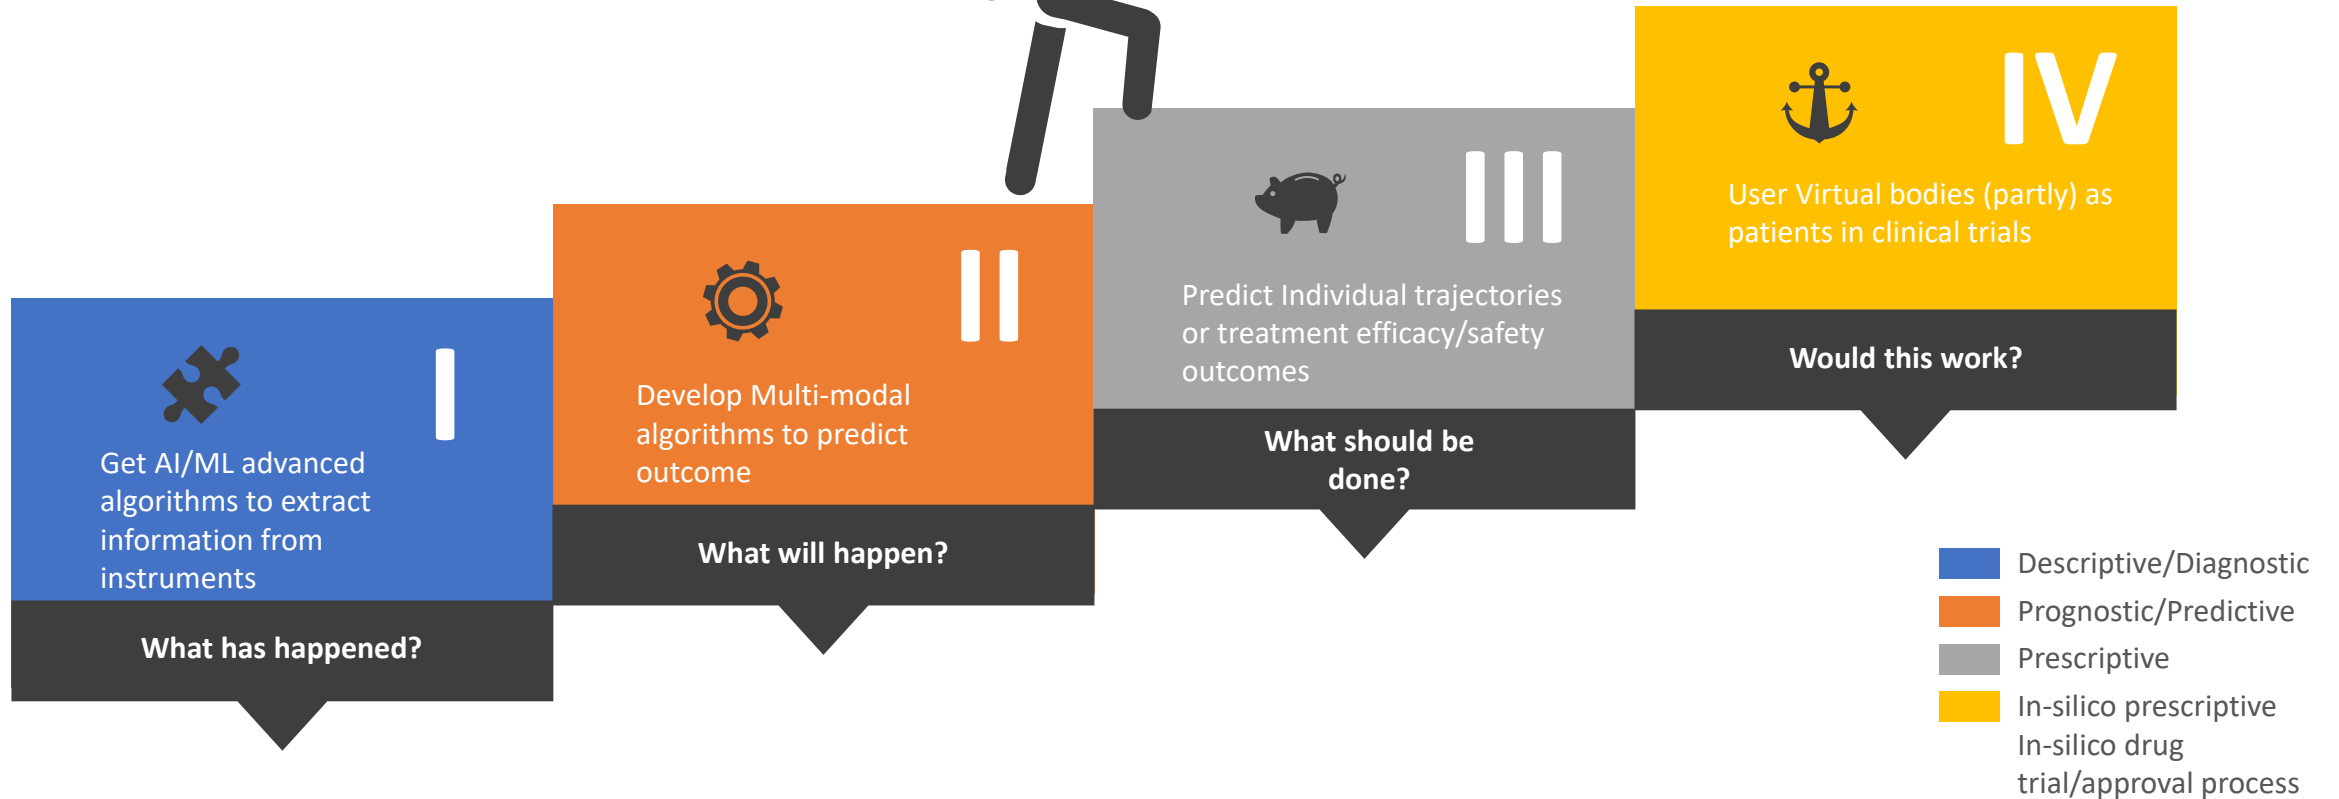 I
Get AI/ML advanced
algorithms to extract
information from
instruments
What has happened?
II
Develop Multi-modal
algorithms to predict
outcome
What will happen?
III
Predict Individual trajectories
or treatment efficacy/safety
outcomes
What should be
done?
IV
User Virtual bodies (partly) as
patients in clinical trials
Would this work?
Descriptive/Diagnostic
Prognostic/Predictive
Prescriptive
In-silico prescriptive
In-silico drug
trial/approval process